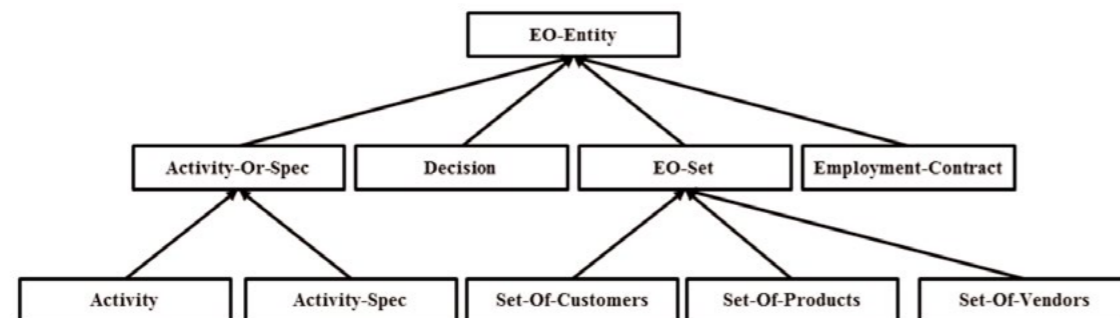 EO-Entity
Activity-Or-Spec Decision EO-Set Employment-Contract
Activity Activity-Spec Set-Of-Customers Set-Of-Products Set-Of-Vendors